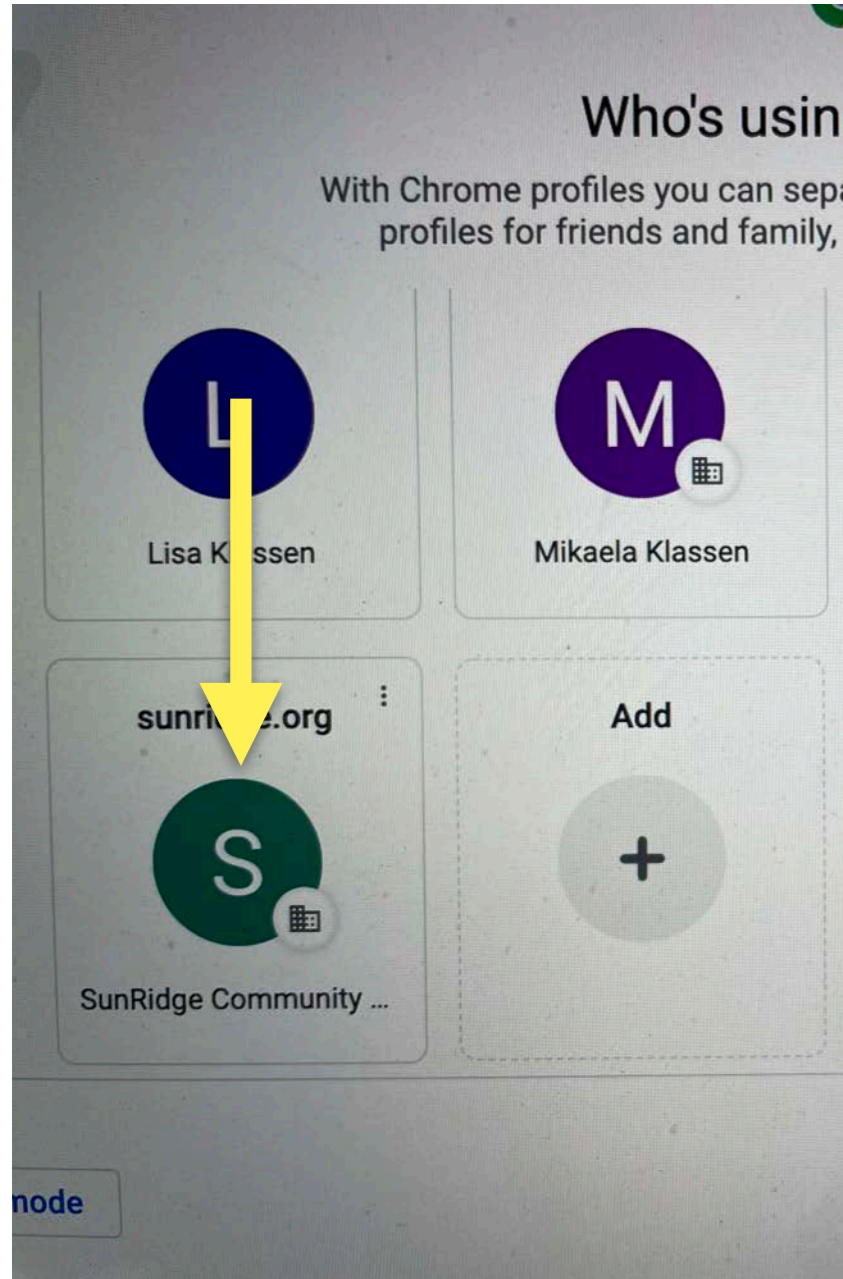 Who's usin
With Chrome profiles you can sepa
profiles for friends and family,
L
M
Lisa
Mikaela Klassen
Add
S
+
SunRidge Community ...
mode